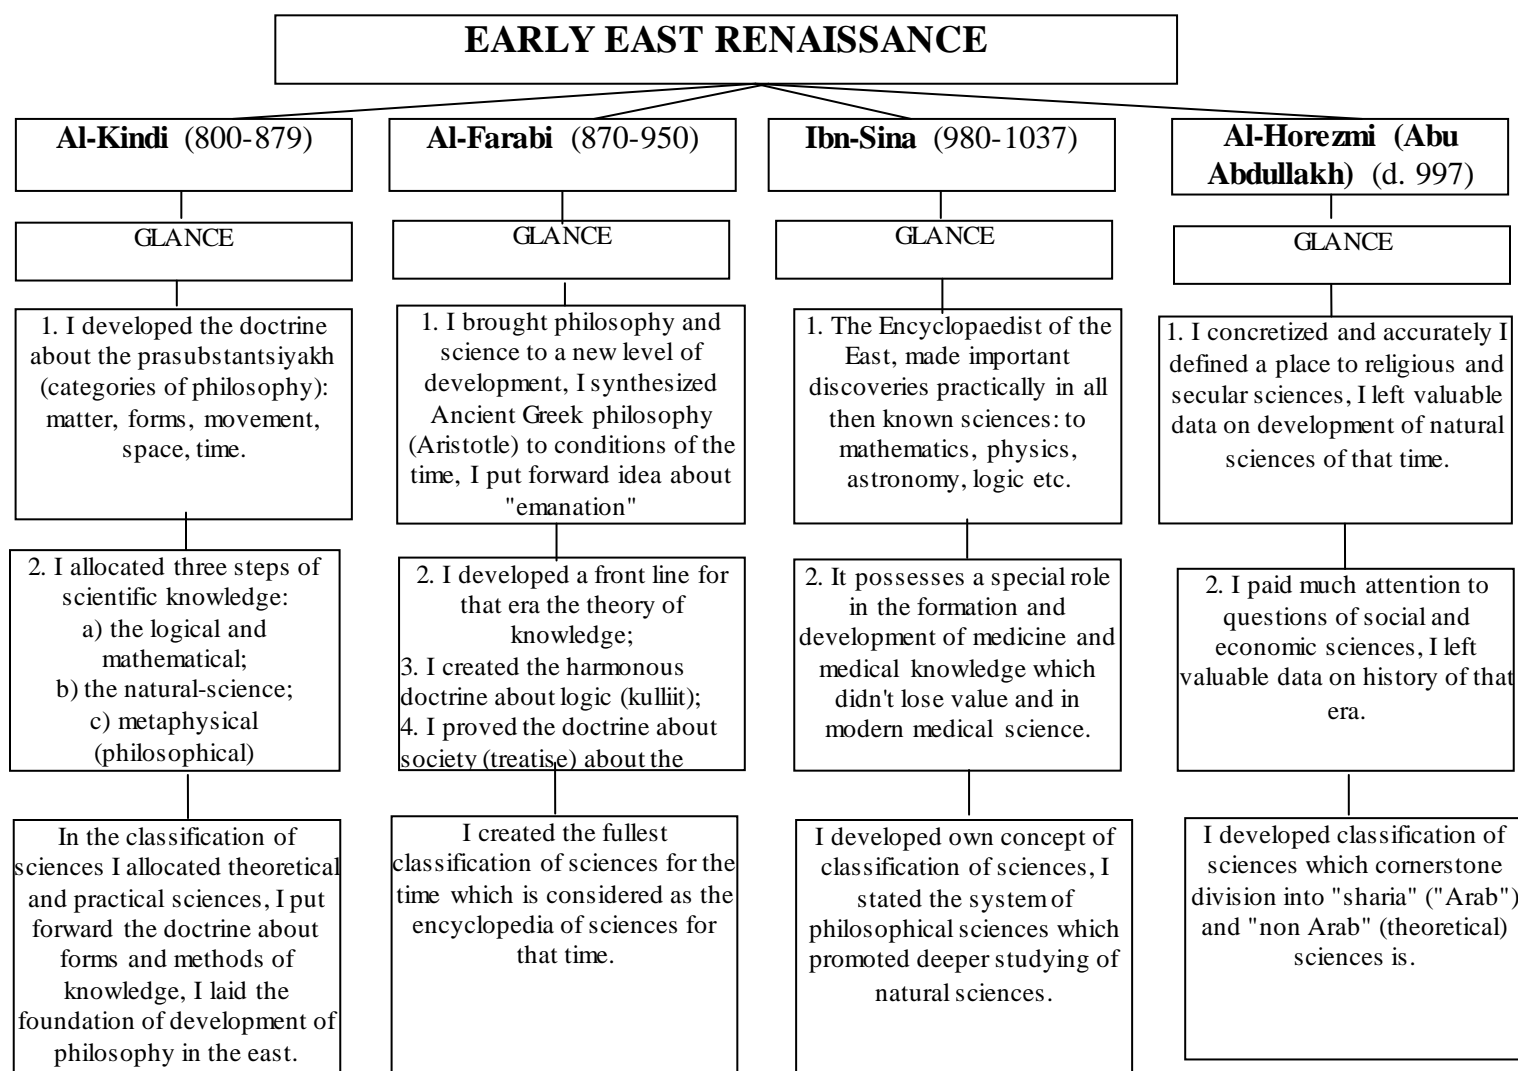 EARLY EAST RENAISSANCE
Al-Kindi (800-879)
GLANCE
1. I developed the doctrine
about the prasubstantsiyakh
(categories of philosophy):
matter, forms, movement,
space, time.
2. I allocated three steps of
scientific knowledge:
a) the logical and
mathematical;
b) the natural-science;
c) metaphysical
(philosophical)
In the classification of
sciences I allocated theoretical
and practical sciences, I put
forward the doctrine about
forms and methods of
knowledge, I laid the
foundation of development of
philosophy in the east.
Al-Farabi (870-950)
GLANCE
1. I brought philosophy and
science to a new level of
development, I synthesized
Ancient Greek philosophy
(Aristotle) to conditions of the
time, I put forward idea about
"emanation"
2. I developed a front line for
that era the theory of
knowledge;
3. I created the harmonous
doctrine about logic (kulliit);
4. I proved the doctrine about
society (treatise) about the
I created the fullest
classification of sciences for the
time which is considered as the
encyclopedia of sciences for
that time.
Ibn-Sina (980-1037)
GLANCE
1. The Encyclopaedist of the
East, made important
discoveries practically in all
then known sciences: to
mathematics, physics,
astronomy, logic etc.
2. It possesses a special role
in the formation and
development of medicine and
medical knowledge which
didn't lose value and in
modern medical science.
I developed own concept of
classification of sciences, I
stated the system of
philosophical sciences which
promoted deeper studying of
natural sciences.
Al-Horezmi (Abu
Abdullakh) (d. 997)
GLANCE
1. I concretized and accurately I
defined a place to religious and
secular sciences, I left valuable
data on development of natural
sciences of that time.
2. I paid much attention to
questions of social and
economic sciences, I left
valuable data on history of that
era.
I developed classification of
sciences which cornerstone
division into "sharia" ("Arab")
and "non Arab" (theoretical)
sciences is.